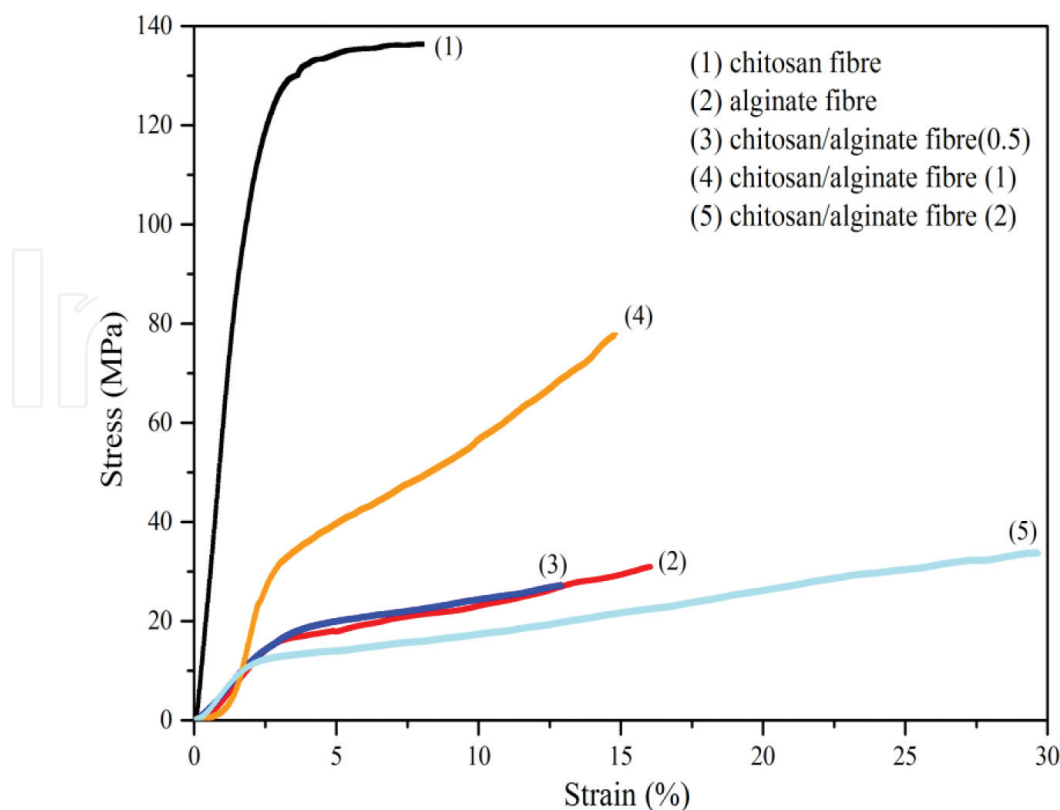 140
120
100
80
60
40
20
0
Stress (MPa)
0 5 10 15 20 25 30
Strain (%)
(1)
(4)
(3)
(2)
(5)
(1) chitosan fibre
(2) alginate fibre
(3) chitosan/alginate fibre(0.5)
(4) chitosan/alginate fibre (1)
(5) chitosan/alginate fibre (2)